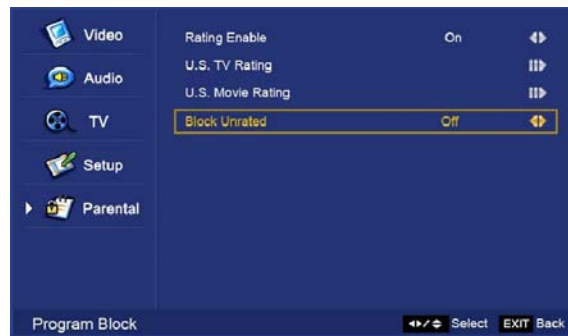 Video
Audio
TV
Setup
Parental
Rating Enable On
U.S. TV Rating
U.S. Movie Rating
Block Unrated Off
Program Block
Select EXIT Back